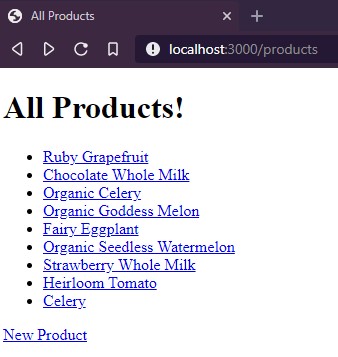 All Products
localhost:3000/products
All Products!
Ruby Grapefruit
Chocolate Whole Milk
Organic Celery
Organic Goddess Melon
Fairy Eggplant
Organic Seedless Watermelon
Strawberry Whole Milk
Heirloom Tomato
Celery
New Product